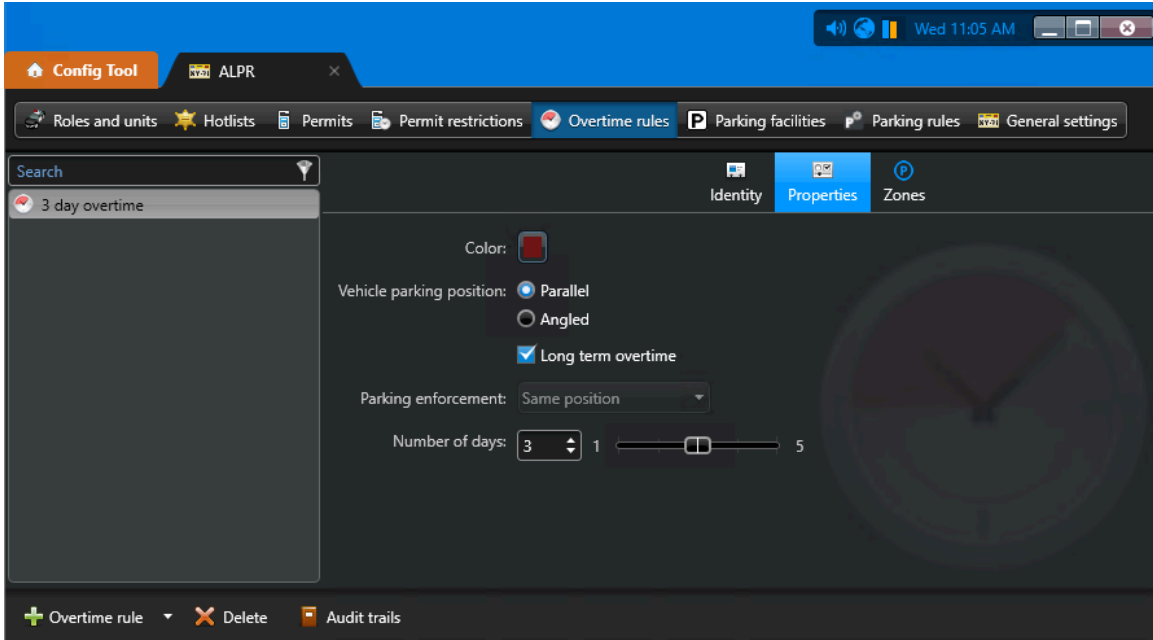 Wed 11:05 AM
Config Tool
ALPR
Roles and units Hotlists Permits Permit restrictions Overtime rules P Parking facilities P Parking rules XY-71 General settings
Search
3 day overtime
Identity Properties Zones
Color:
Vehicle parking position: Parallel
Angled
Long term overtime
Parking enforcement: Same position
Number of days: 3 1 5
Overtime rule Delete Audit trails